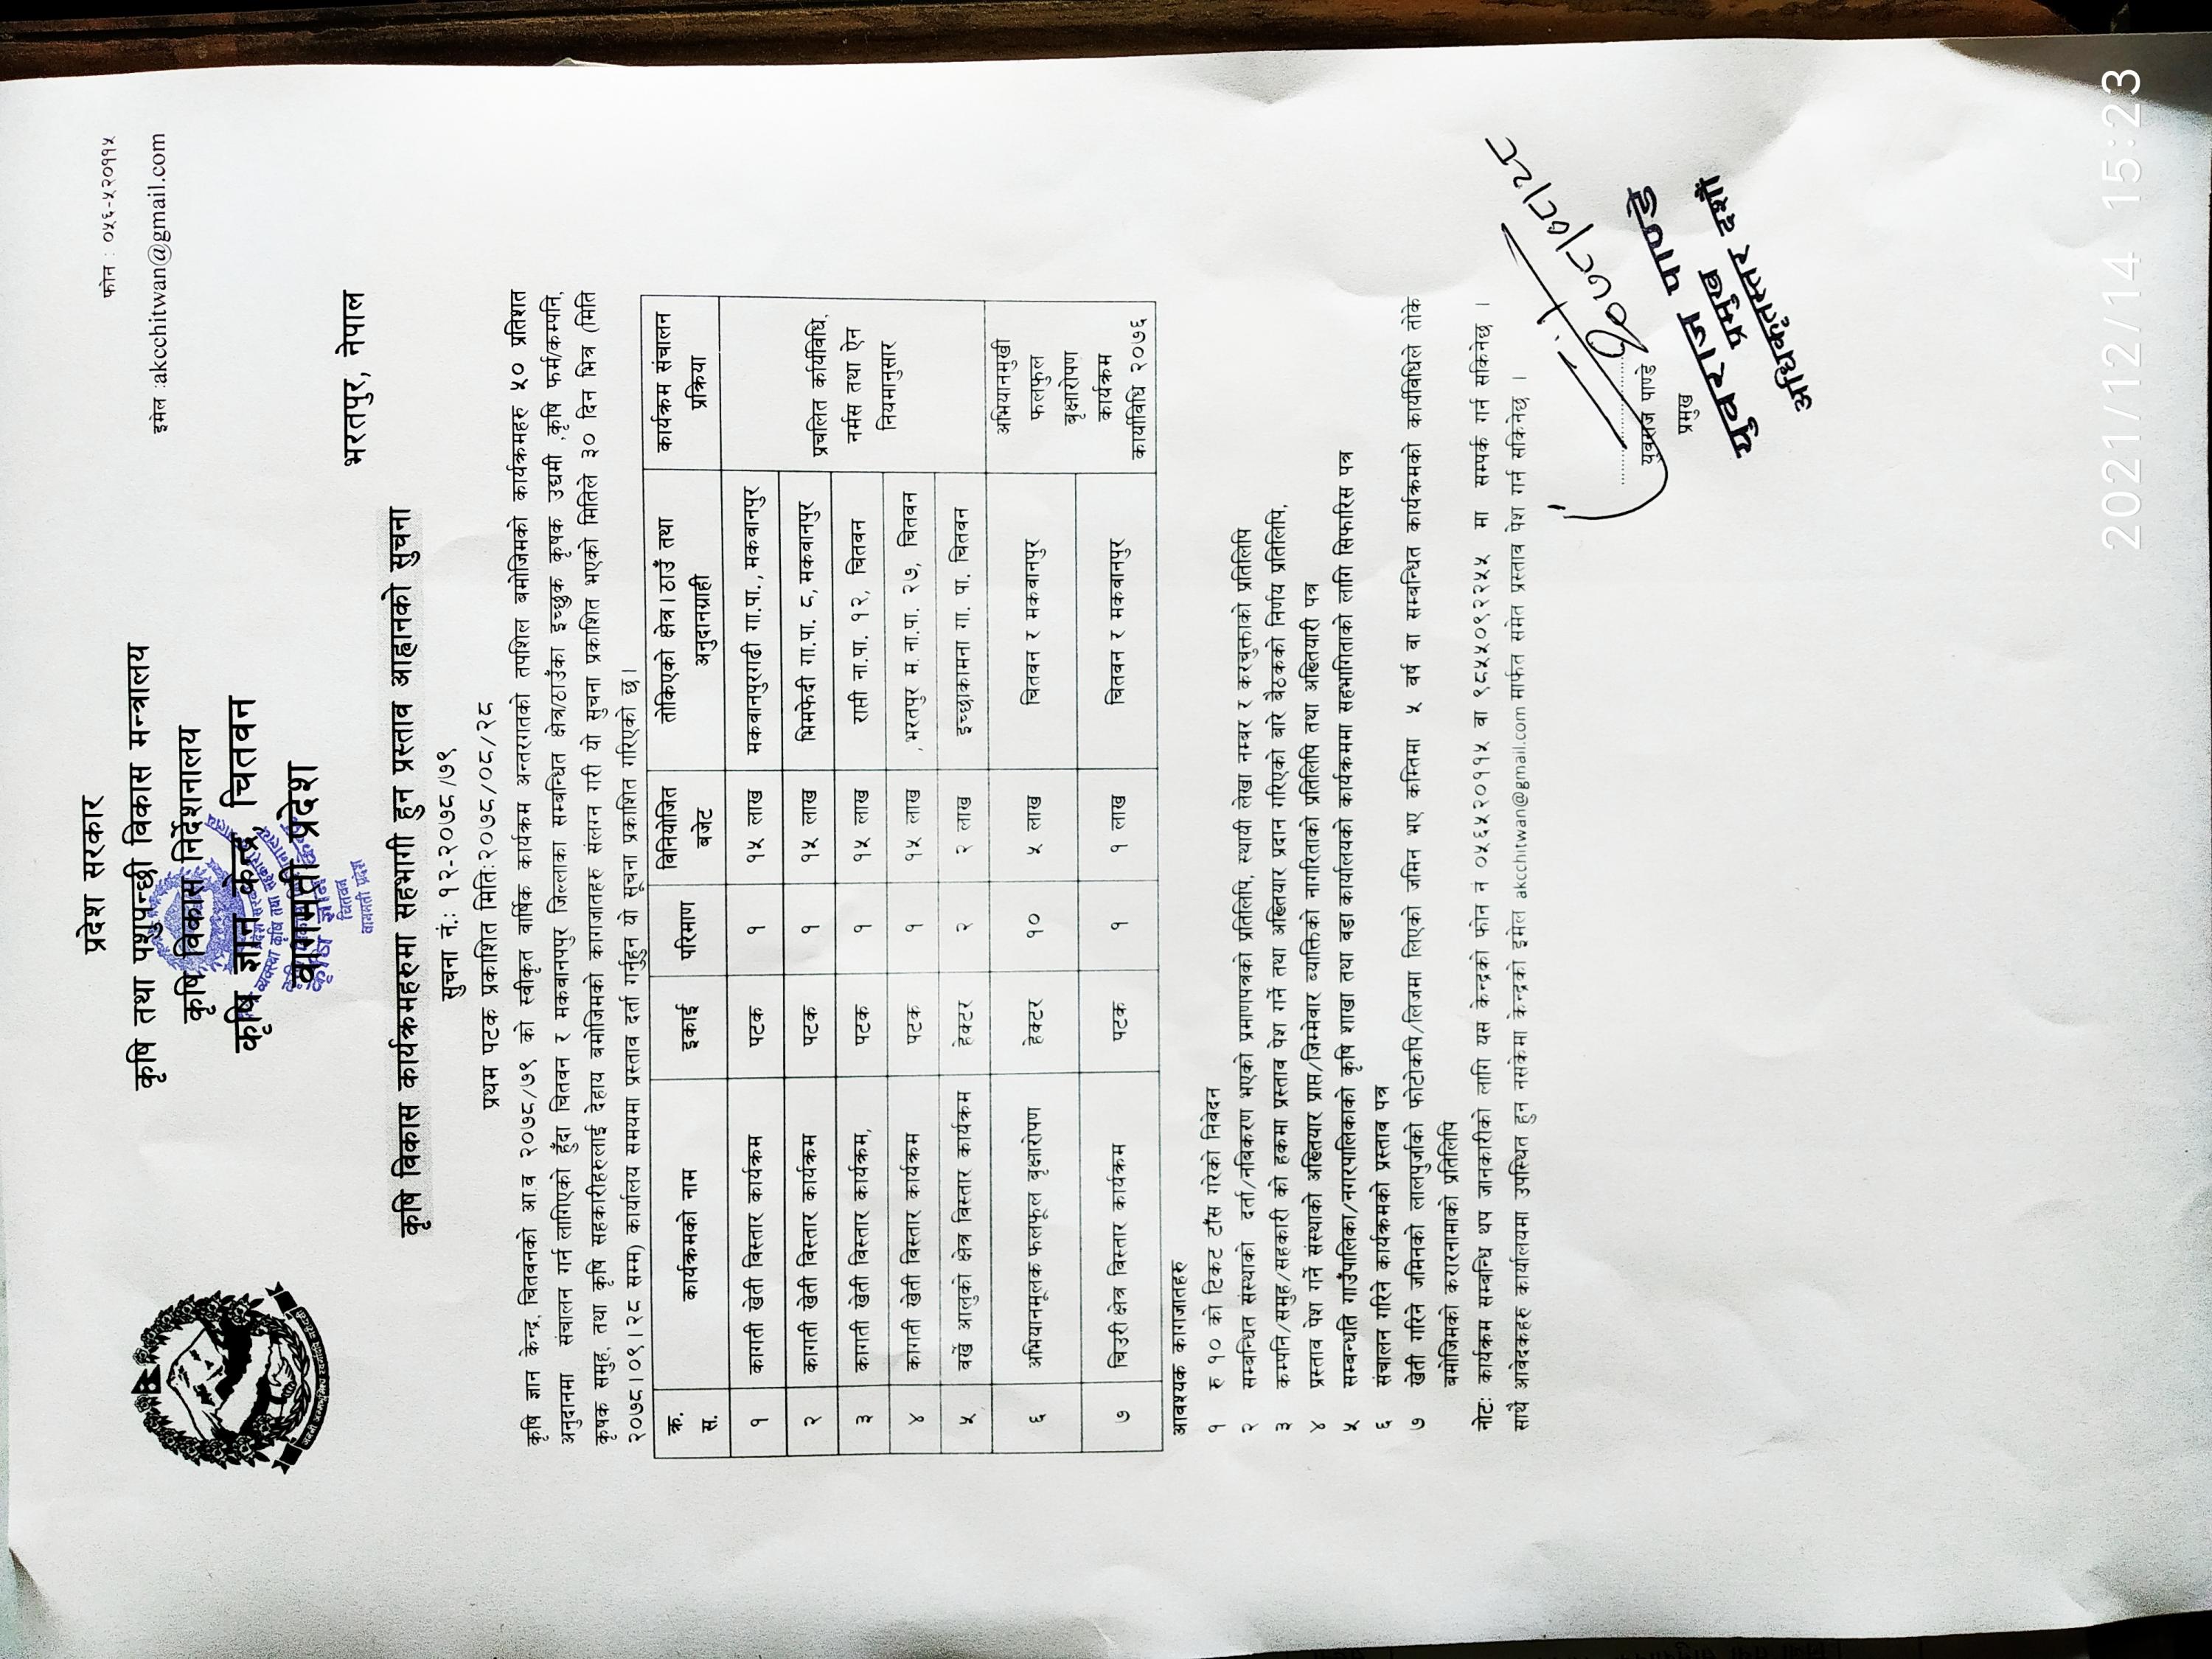 प्रदेश सरकार
कृषि तथा पशुपन्छी विकास मन्त्रालय
कृषि विकास निर्देशनालय
कृषि ज्ञान केन्द्र, चितवन
बागमती प्रदेश
फोन : ०५६-५२०११५
इमेल :akcchitwan@gmail.com
भरतपुर, नेपाल
कृषि विकास कार्यक्रमहरुमा सहभागी हुन प्रस्ताव आह्वानको सुचना
सुचना नं.: १२-२०७८/७९
प्रथम पटक प्रकाशित मिति:२०७८/०८/२८
कृषि ज्ञान केन्द्र, चितवनको आ.व २०७८/७९ को स्वीकृत वार्षिक कार्यक्रम अन्तरगतको तपशिल बमोजिमको कार्यक्रमहरु ५० प्रतिशत
अनुदानमा संचालन गर्न लागिएको हुँदा चितवन र मकवानपुर जिल्लाका सम्बन्धित क्षेत्र/ठाउँका इच्छुक कृषक उद्यमी ,कृषि फर्म/कम्पनि,
कृषक समुह, तथा कृषि सहकारीहरुलाई देहाय बमोजिमको कागजातहरु संलग्न गरी यो सुचना प्रकाशित भएको मितिले ३० दिन भित्र (मिति
२०७८।०९।२८ सम्म) कार्यालय समयमा प्रस्ताव दर्ता गर्नुहुन यो सूचना प्रकाशित गरिएको छ।
क्र. स. कार्यक्रमको नाम इकाई परिमाण विनियोजित बजेट तोकिएको क्षेत्र।ठाउँ तथा अनुदानग्राही कार्यक्रम संचालन प्रक्रिया
१ कागती खेती विस्तार कार्यक्रम पटक १ १५ लाख मकवानपुरगढी गा.पा., मकवानपुर
२ कागती खेती विस्तार कार्यक्रम पटक १ १५ लाख भिमफेदी गा.पा. ८, मकवानपुर
३ कागती खेती विस्तार कार्यक्रम, पटक १ १५ लाख राप्ती ना.पा. १२, चितवन
४ कागती खेती विस्तार कार्यक्रम पटक १ १५ लाख , भरतपुर म. ना.पा. २७, चितवन
५ वर्खे आलुको क्षेत्र विस्तार कार्यक्रम हेक्टर २ २ लाख इच्छाकामना गा. पा. चितवन
प्रचलित कार्यविधि, नर्मस तथा ऐन नियमानुसार
६ अभियानमूलक फलफूल बृक्षारोपण हेक्टर १० ५ लाख चितवन र मकवानपुर
७ चिउरी क्षेत्र विस्तार कार्यक्रम पटक १ १ लाख चितवन र मकवानपुर
अभियानमुखी फलफुल बृक्षारोपण कार्यक्रम कार्यविधि २०७६
आवश्यक कागजातहरु
१ रु १० को टिकट टाँस गरेको निवेदन
२ सम्बन्धित संस्थाको दर्ता/नबिकरण भएको प्रमाणपत्रको प्रतिलिपि, स्थायी लेखा नम्बर र करचुक्ताको प्रतिलिपि
३ कम्पनि/समुह/सहकारी को हकमा प्रस्ताव पेश गर्ने तथा अख्तियार प्रदान गरिएको बारे बैठकको निर्णय प्रतिलिपि,
४ प्रस्ताव पेश गर्ने संस्थाको अख्तियार प्राप्त/जिम्मेवार ब्यक्तिको नागरिताको प्रतिलिपि तथा अख्तियारी पत्र
५ सम्बन्धति गाउँपालिका/नगरपालिकाको कृषि शाखा तथा वडा कार्यालयको कार्यक्रममा सहभागिताको लागि सिफारिस पत्र
६ संचालन गरिने कार्यक्रमको प्रस्ताव पत्र
७ खेती गरिने जमिनको लालपुर्जाको फोटोकपि/लिजमा लिएको जमिन भए कम्तिमा ५ वर्ष वा सम्बन्धित कार्यक्रमको कार्यविधिले तोके
बमोजिमको करारनामाको प्रतिलिपि
नोट: कार्यक्रम सम्बन्धि थप जानकारीको लागि यस केन्द्रको फोन नं ०५६५२०११५ वा ९८४५०९२२५५ मा सम्पर्क गर्न सकिनेछ ।
साथै आवेदकहरु कार्यालयमा उपस्थित हुन नसकेमा केन्द्रको इमेल akcchitwan@gmail.com मार्फत समेत प्रस्ताव पेश गर्न सकिनेछ ।
२०७८/०८/२८
युवराज पाण्डे
प्रमुख
युवराज पाण्डे
प्रमुख
अधिकृतस्तर दशौं
2021/12/14 15:23